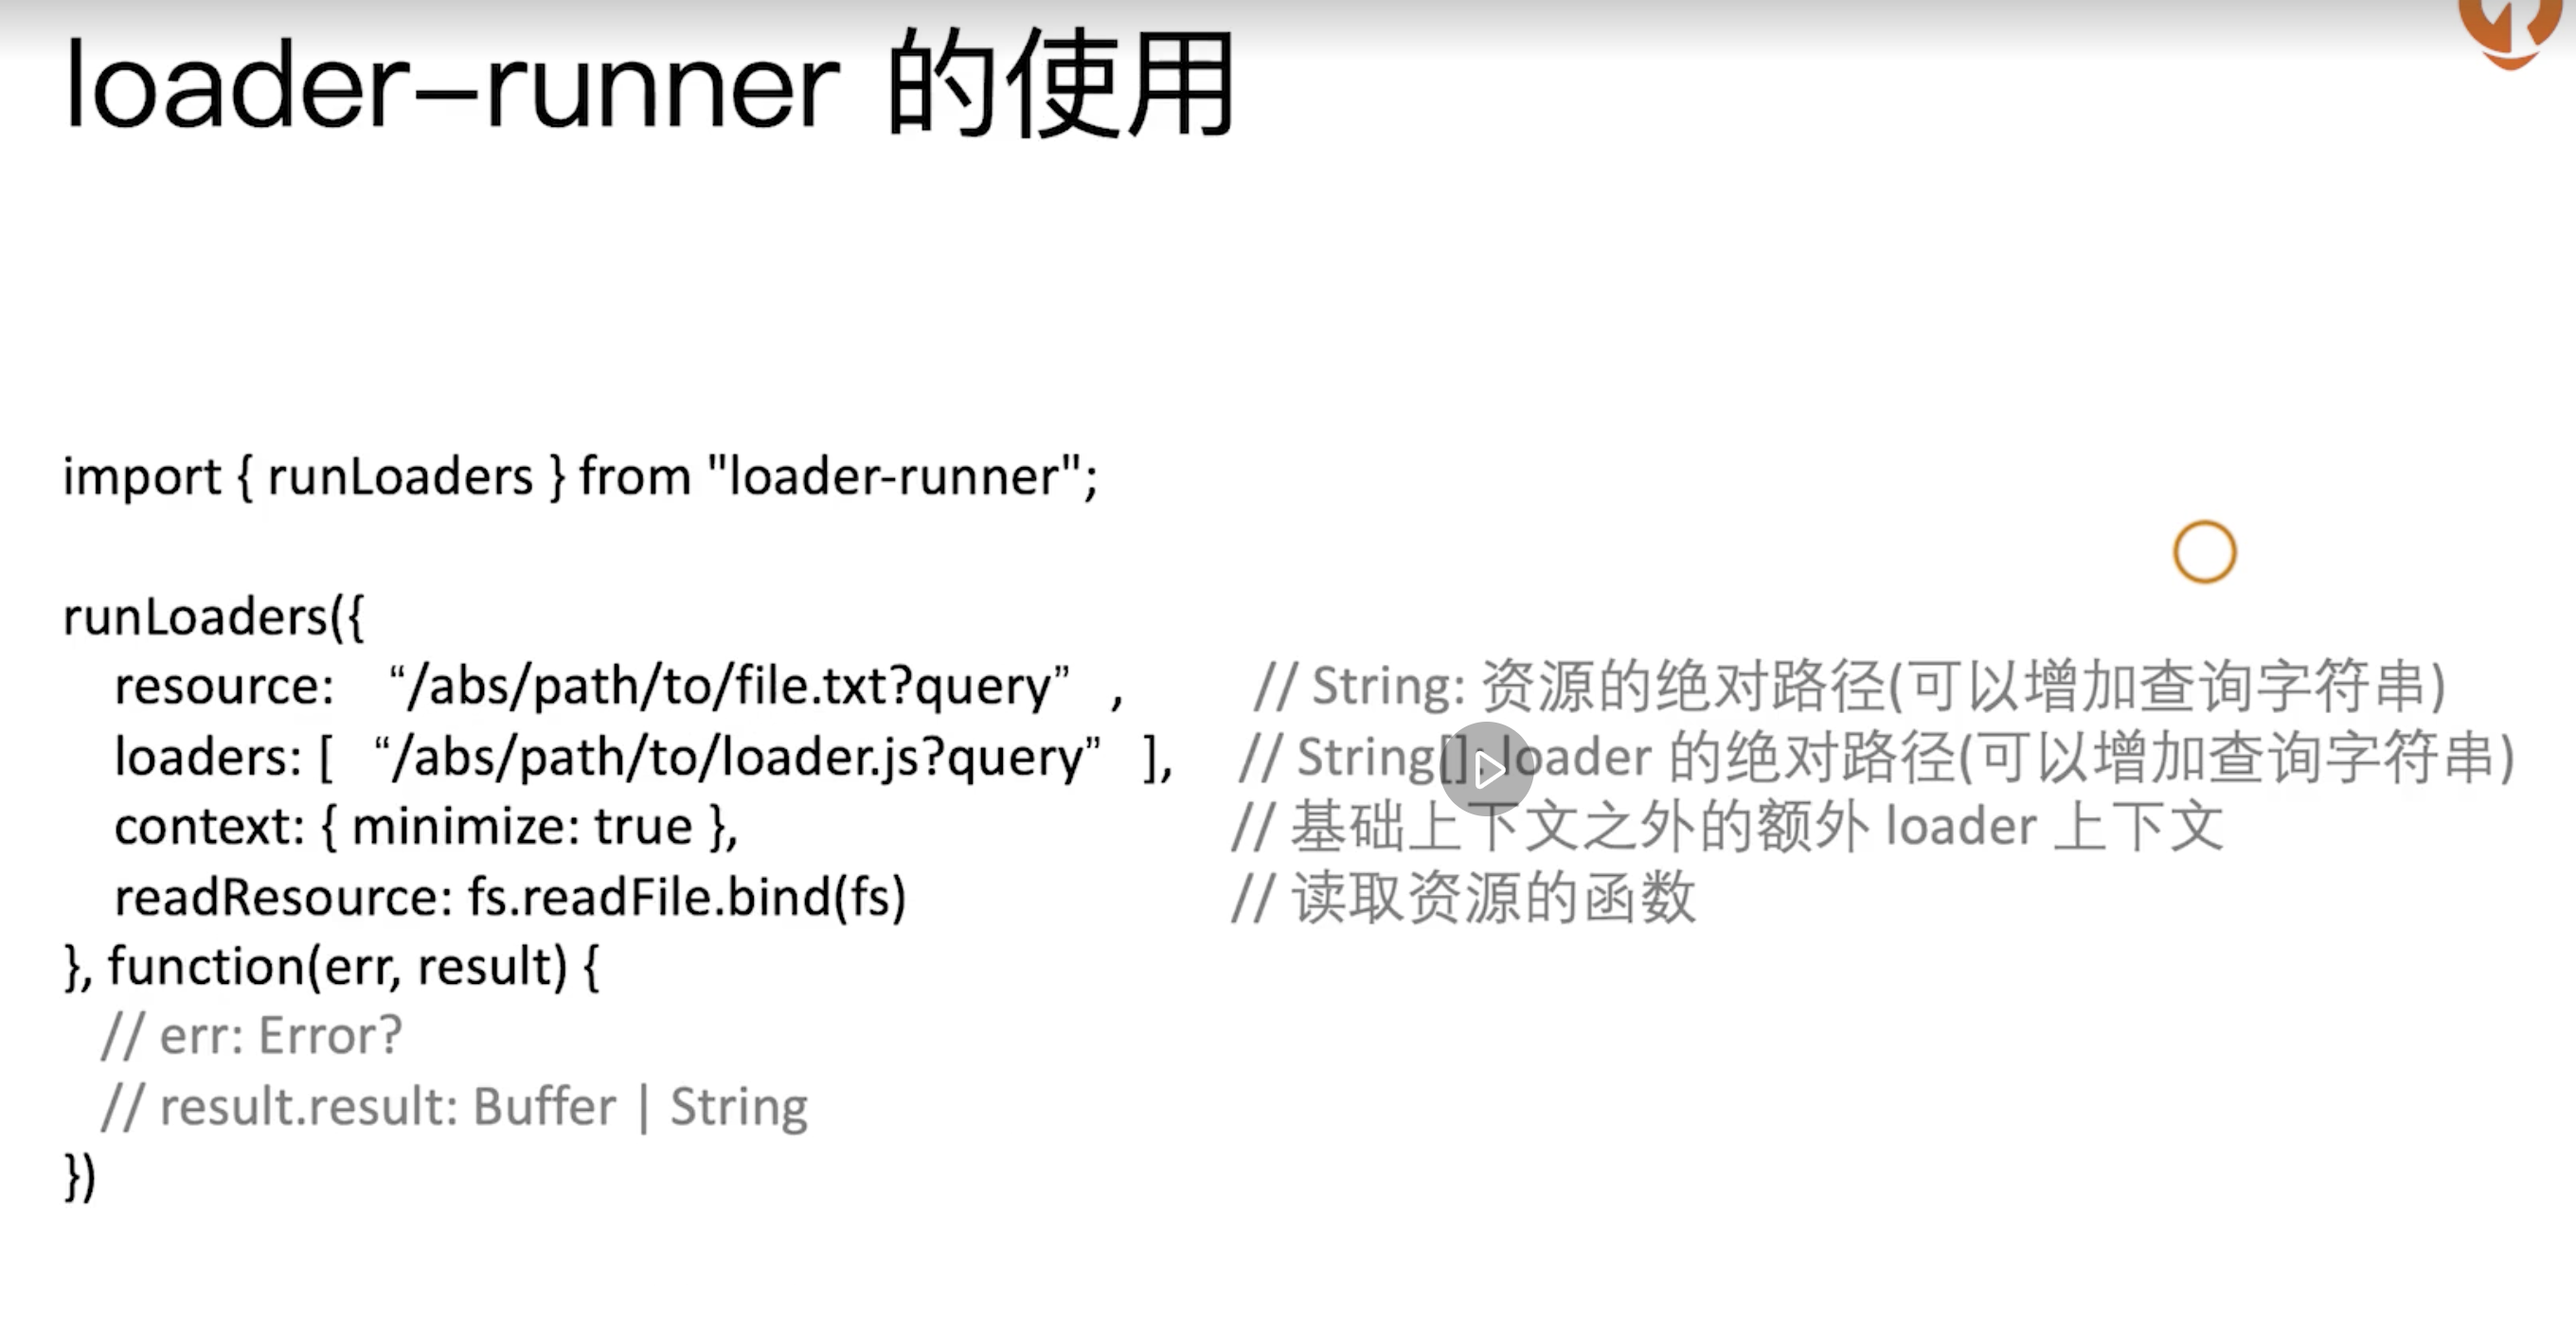 loader–runner 的使用
import { runLoaders } from "loader-runner";
runLoaders({
resource: “/abs/path/to/file.txt?query” , // String: 资源的绝对路径(可以增加查询字符串)
loaders: [ “/abs/path/to/loader.js?query” ], // String[]: loader 的绝对路径(可以增加查询字符串)
context: { minimize: true }, // 基础上下文之外的额外 loader 上下文
readResource: fs.readFile.bind(fs) // 读取资源的函数
}, function(err, result) {
// err: Error?
// result.result: Buffer | String
})